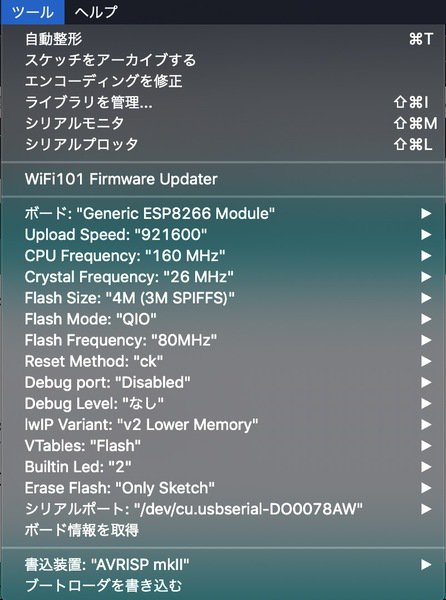 ツール ヘルプ
自動整形 ⌘T
スケッチをアーカイブする
エンコーディングを修正
ライブラリを管理... ⇧⌘I
シリアルモニタ ⇧⌘M
シリアルプロッタ ⇧⌘L
WiFi101 Firmware Updater
ボード: "Generic ESP8266 Module"
Upload Speed: "921600"
CPU Frequency: "160 MHz"
Crystal Frequency: "26 MHz"
Flash Size: "4M (3M SPIFFS)"
Flash Mode: "QIO"
Flash Frequency: "80MHz"
Reset Method: "ck"
Debug port: "Disabled"
Debug Level: "なし"
lwIP Variant: "v2 Lower Memory"
VTables: "Flash"
Builtin Led: "2"
Erase Flash: "Only Sketch"
シリアルポート: "/dev/cu.usbserial-DO0078AW"
ボード情報を取得
書込装置: "AVRISP mkII"
ブートローダを書き込む